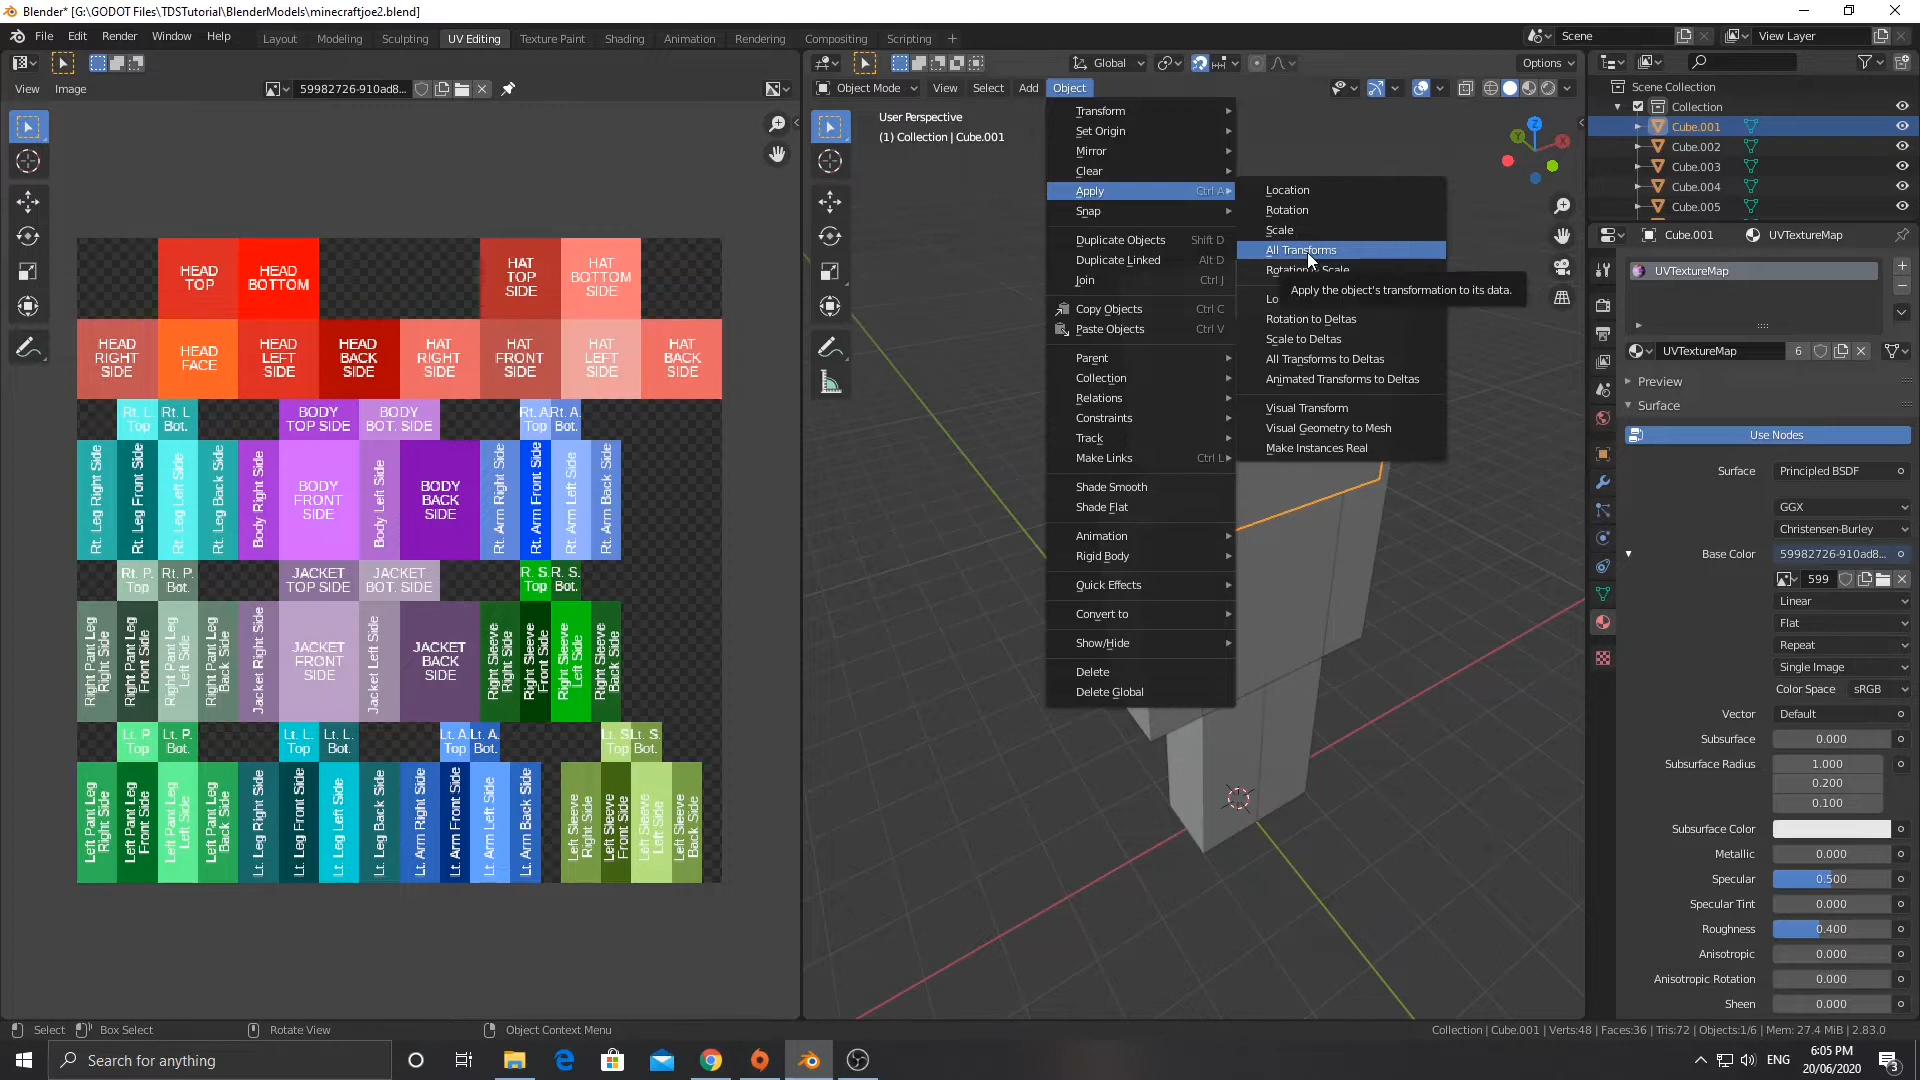 Blender* [G:\GODOT Files\TDSTutorial\BlenderModels\minecraftjoe2.blend]
File Edit Render Window Help
Layout Modeling Sculpting UV Editing Texture Paint Shading Animation Rendering Compositing Scripting +
Scene
View Layer
View Image
59982726-910ad8...
Global
Options
Object Mode View Select Add Object
User Perspective
(1) Collection | Cube.001
Transform
Set Origin
Mirror
Clear
Apply Ctrl A
Snap
Duplicate Objects Shift D
Duplicate Linked Alt D
Join Ctrl J
Copy Objects Ctrl C
Paste Objects Ctrl V
Parent
Collection
Relations
Constraints
Track
Make Links Ctrl L
Shade Smooth
Shade Flat
Animation
Rigid Body
Quick Effects
Convert to
Show/Hide
Delete
Delete Global
Location
Rotation
Scale
All Transforms
Rotation & Scale
Apply the object's transformation to its data.
Lo
Rotation to Deltas
Scale to Deltas
All Transforms to Deltas
Animated Transforms to Deltas
Visual Transform
Visual Geometry to Mesh
Make Instances Real
HEAD TOP
HEAD BOTTOM
HAT TOP SIDE
HAT BOTTOM SIDE
HEAD RIGHT SIDE
HEAD FACE
HEAD LEFT SIDE
HEAD BACK SIDE
HAT RIGHT SIDE
HAT FRONT SIDE
HAT LEFT SIDE
HAT BACK SIDE
Rt. L Top
Rt. L Bot.
BODY TOP SIDE
BODY BOT. SIDE
Rt. A. Top
Rt. A. Bot.
Rt. Leg Right Side
Rt. Leg Front Side
Rt. Leg Left Side
Rt. Leg Back Side
Body Right Side
BODY FRONT SIDE
Body Left Side
BODY BACK SIDE
Rt. Arm Right Side
Rt. Arm Front Side
Rt. Arm Left Side
Rt. Arm Back Side
Rt. P. Top
Rt. P. Bot.
JACKET TOP SIDE
JACKET BOT. SIDE
R. S. Top
R. S. Bot.
Right Pant Leg Right Side
Right Pant Leg Front Side
Right Pant Leg Left Side
Right Pant Leg Back Side
Jacket Right Side
JACKET FRONT SIDE
Jacket Left Side
JACKET BACK SIDE
Right Sleeve Right Side
Right Sleeve Front Side
Right Sleeve Left Side
Right Sleeve Back Side
Lt. P. Top
Lt. P. Bot.
Lt. L. Top
Lt. L. Bot.
Lt. A. Top
Lt. A. Bot.
Lt. S. Top
Lt. S. Bot.
Left Pant Leg Right Side
Left Pant Leg Front Side
Left Pant Leg Left Side
Left Pant Leg Back Side
Lt. Leg Right Side
Lt. Leg Front Side
Lt. Leg Left Side
Lt. Leg Back Side
Lt. Arm Right Side
Lt. Arm Front Side
Lt. Arm Left Side
Lt. Arm Back Side
Left Sleeve Right Side
Left Sleeve Front Side
Left Sleeve Left Side
Left Sleeve Back Side
Scene Collection
Collection
Cube.001
Cube.002
Cube.003
Cube.004
Cube.005
Cube.001 UVTextureMap
UVTextureMap
UVTextureMap 6
Preview
Surface
Use Nodes
Surface Principled BSDF
GGX
Christensen-Burley
Base Color 59982726-910ad8...
599
Linear
Flat
Repeat
Single Image
Color Space sRGB
Vector Default
Subsurface 0.000
Subsurface Radius 1.000
0.200
0.100
Subsurface Color
Metallic 0.000
Specular 0.500
Specular Tint 0.000
Roughness 0.400
Anisotropic 0.000
Anisotropic Rotation 0.000
Sheen 0.000
Select Box Select Rotate View Object Context Menu
Collection | Cube.001 | Verts:48 | Faces:36 | Tris:72 | Objects:1/6 | Mem: 27.4 MiB | 2.83.0
Search for anything
ENG
6:05 PM
20/06/2020
3